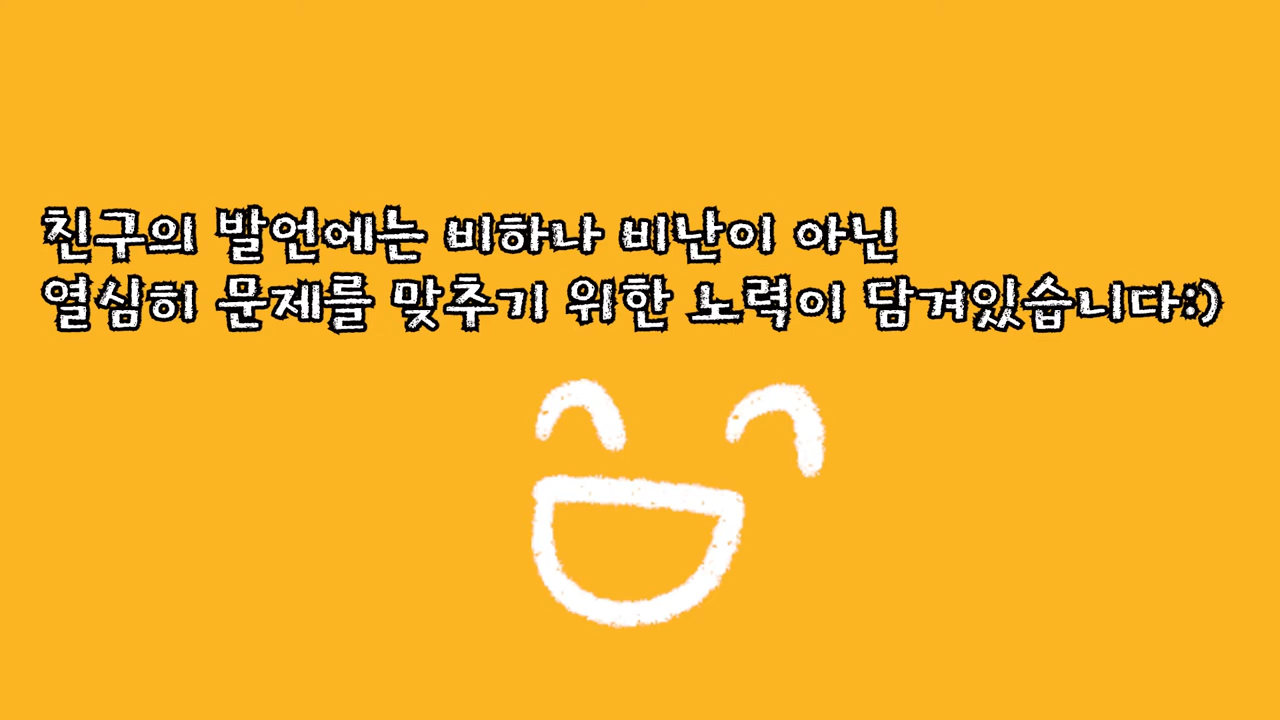 친구의 발언에는 비하나 비난이 아닌
열심히 문제를 맞추기 위한 노력이 담겨있습니다:)